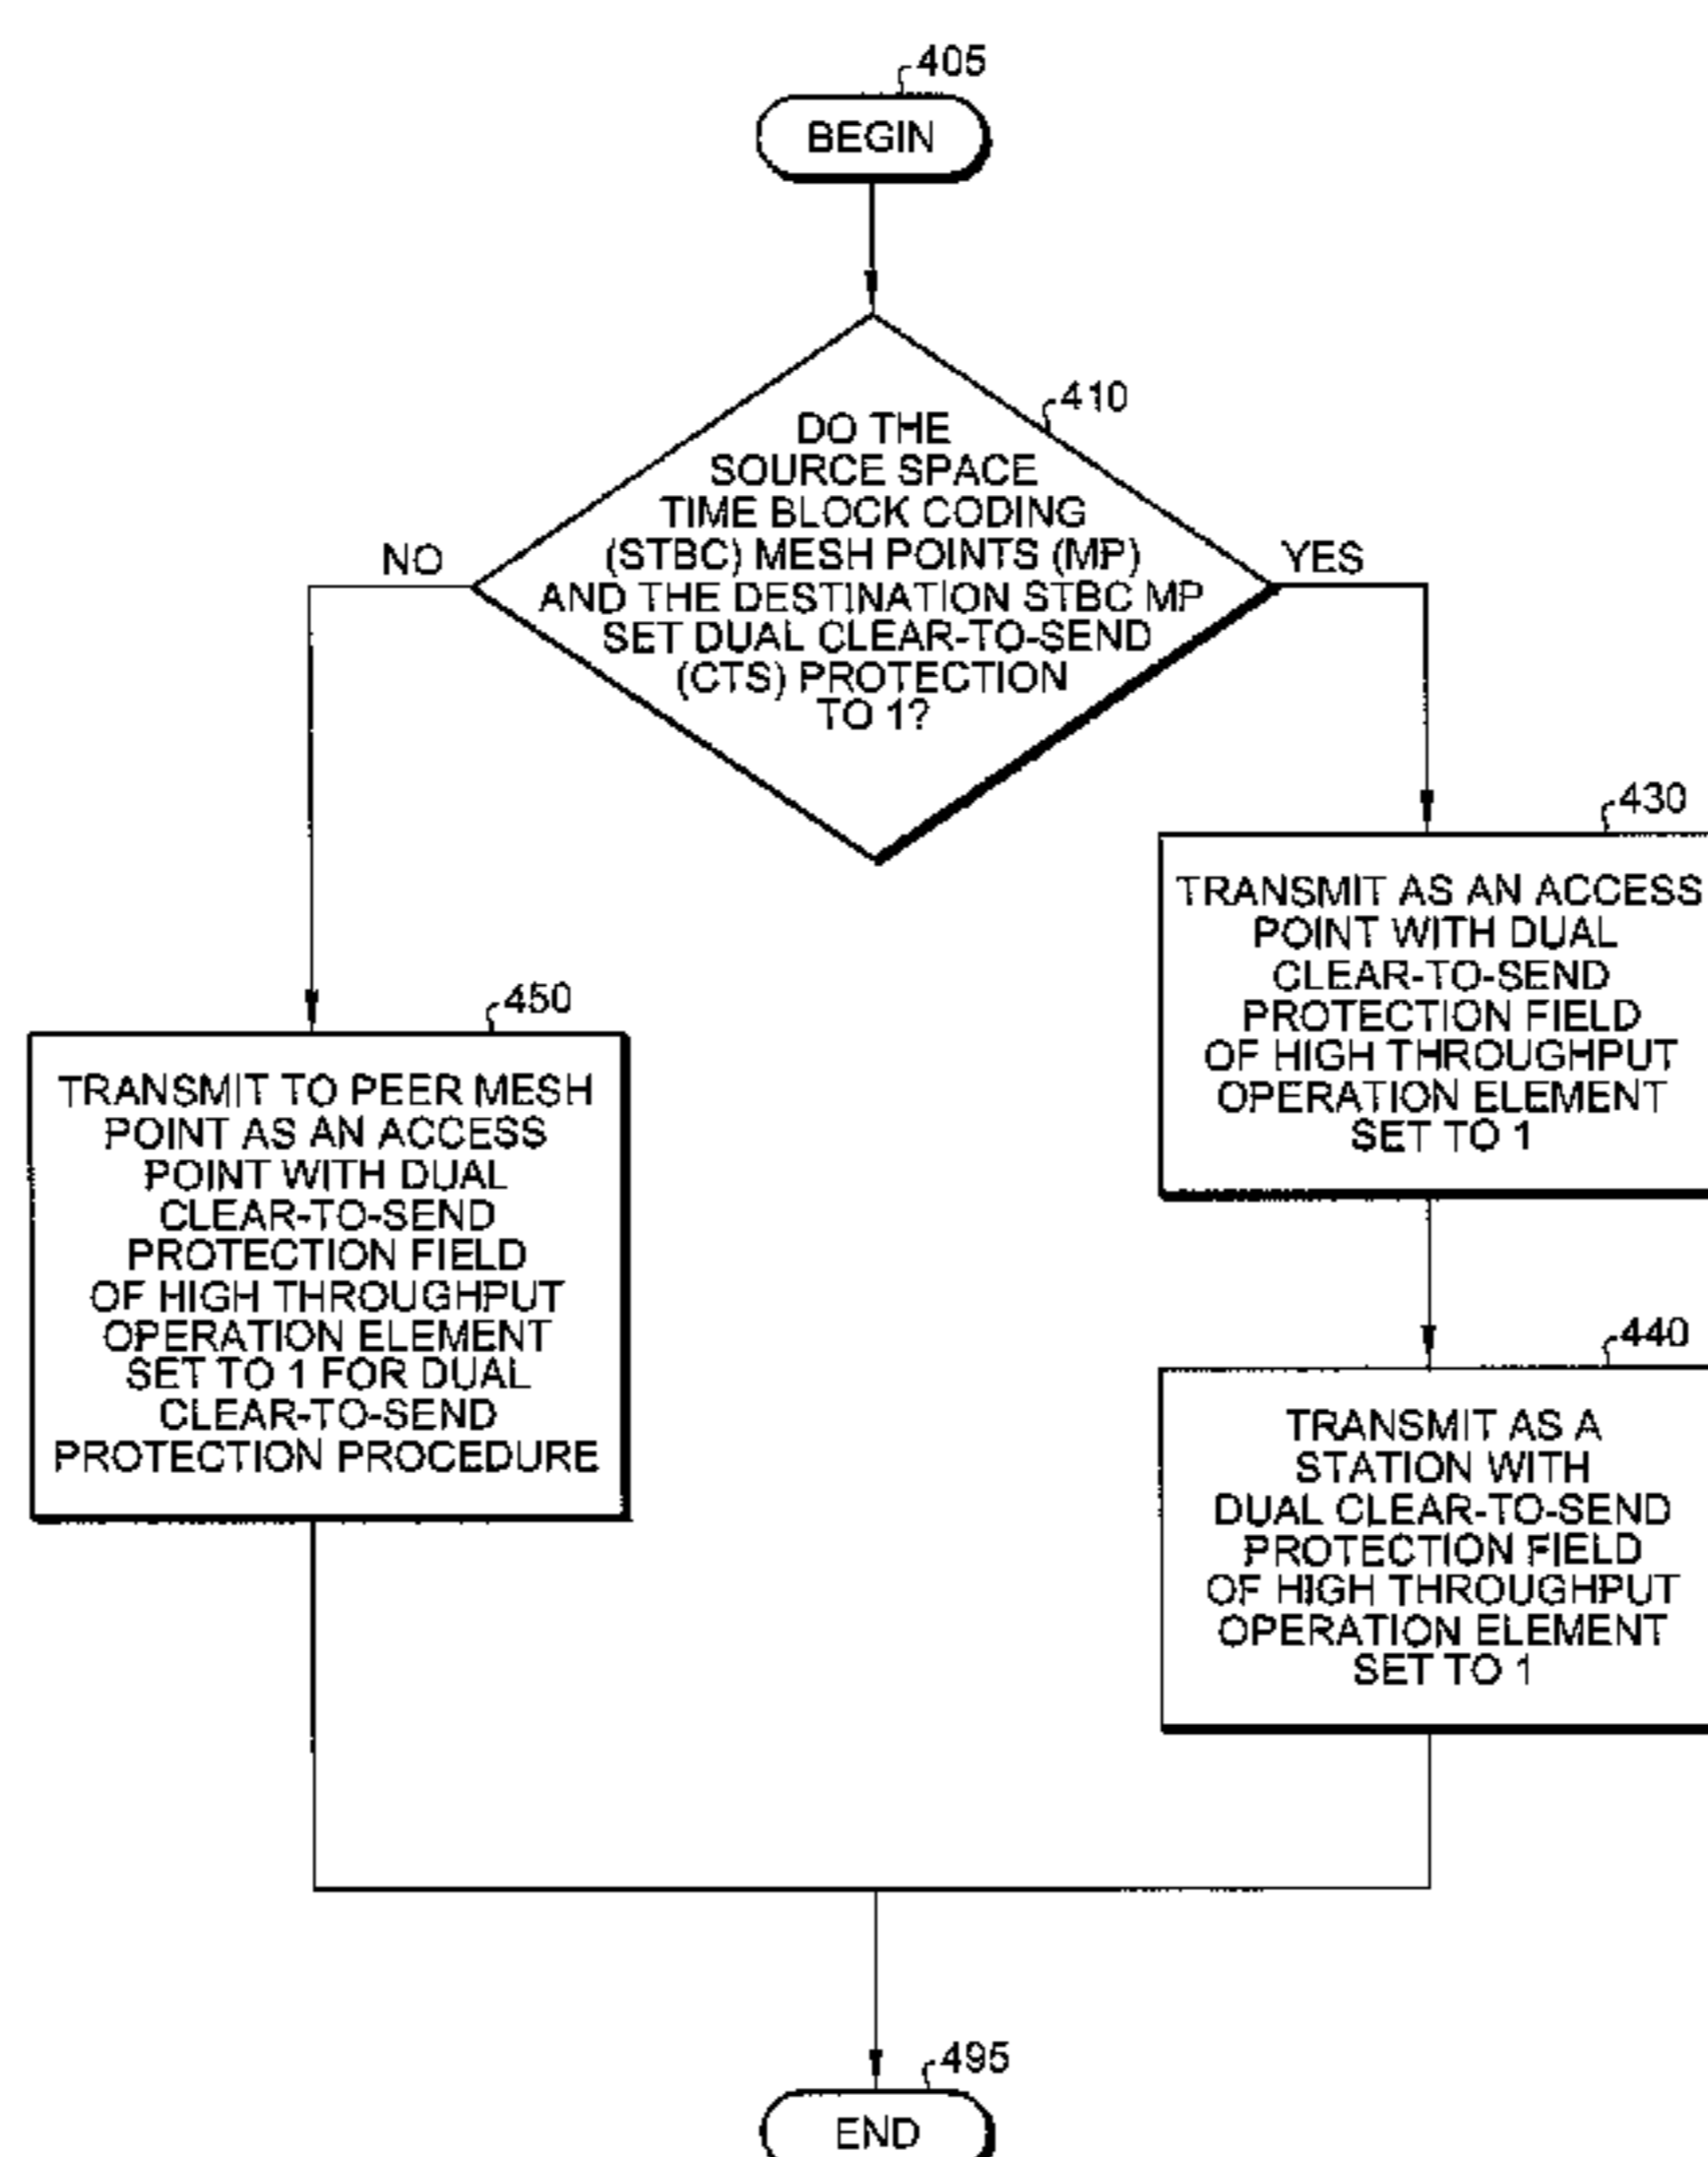 405
BEGIN
410
DO THE
SOURCE SPACE
TIME BLOCK CODING
(STBC) MESH POINTS (MP)
AND THE DESTINATION STBC MP
SET DUAL CLEAR-TO-SEND
(CTS) PROTECTION
TO 1?
NO
YES
430
TRANSMIT AS AN ACCESS
POINT WITH DUAL
CLEAR-TO-SEND
PROTECTION FIELD
OF HIGH THROUGHPUT
OPERATION ELEMENT
SET TO 1
450
TRANSMIT TO PEER MESH
POINT AS AN ACCESS
POINT WITH DUAL
CLEAR-TO-SEND
PROTECTION FIELD
OF HIGH THROUGHPUT
OPERATION ELEMENT
SET TO 1 FOR DUAL
CLEAR-TO-SEND
PROTECTION PROCEDURE
440
TRANSMIT AS A
STATION WITH
DUAL CLEAR-TO-SEND
PROTECTION FIELD
OF HIGH THROUGHPUT
OPERATION ELEMENT
SET TO 1
495
END